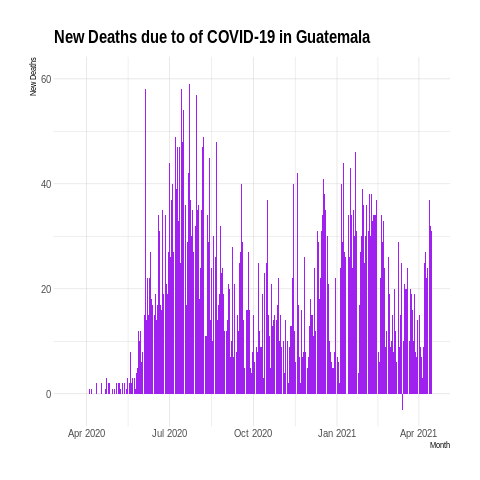 New Deaths due to of COVID-19 in Guatemala
New Deaths
60
40
20
0
Apr 2020 Jul 2020 Oct 2020 Jan 2021 Apr 2021
Month